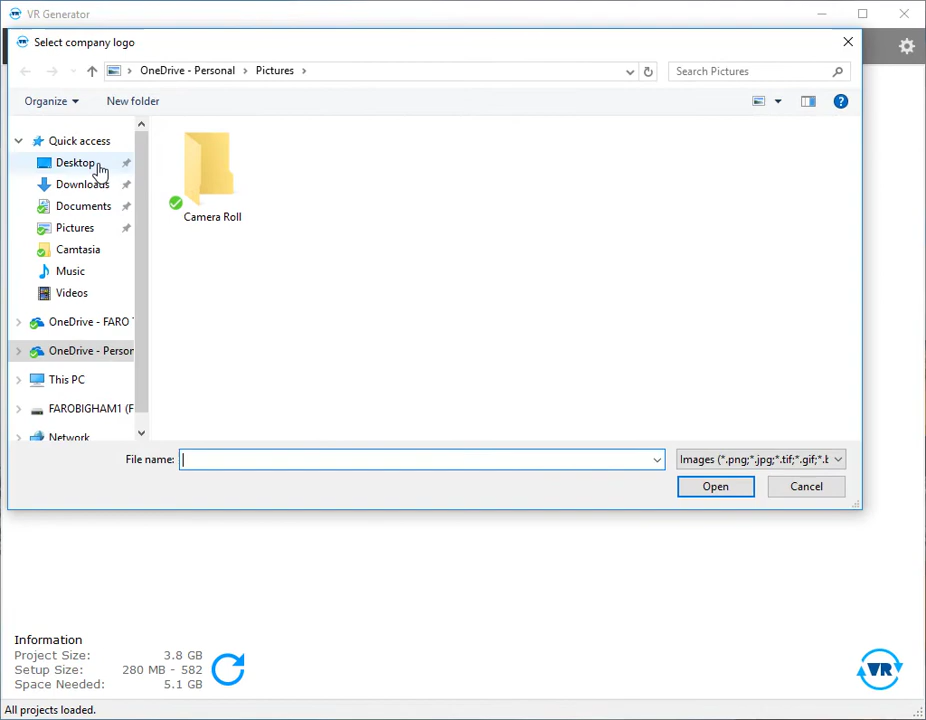 VR Generator
Select company logo
OneDrive - Personal
Pictures
Search Pictures
Organize
New folder
Quick access
Desktop
Downloads
Documents
Pictures
Camtasia
Music
Videos
OneDrive - FARO T
OneDrive - Person
This PC
FAROBIGHAM1 (F
Network
Camera Roll
File name:
Images (*.png;*.jpg;*.tif;*.gif;*.b
Open
Cancel
Information
Project Size: 3.8 GB
Setup Size: 280 MB - 582
Space Needed: 5.1 GB
VR
All projects loaded.